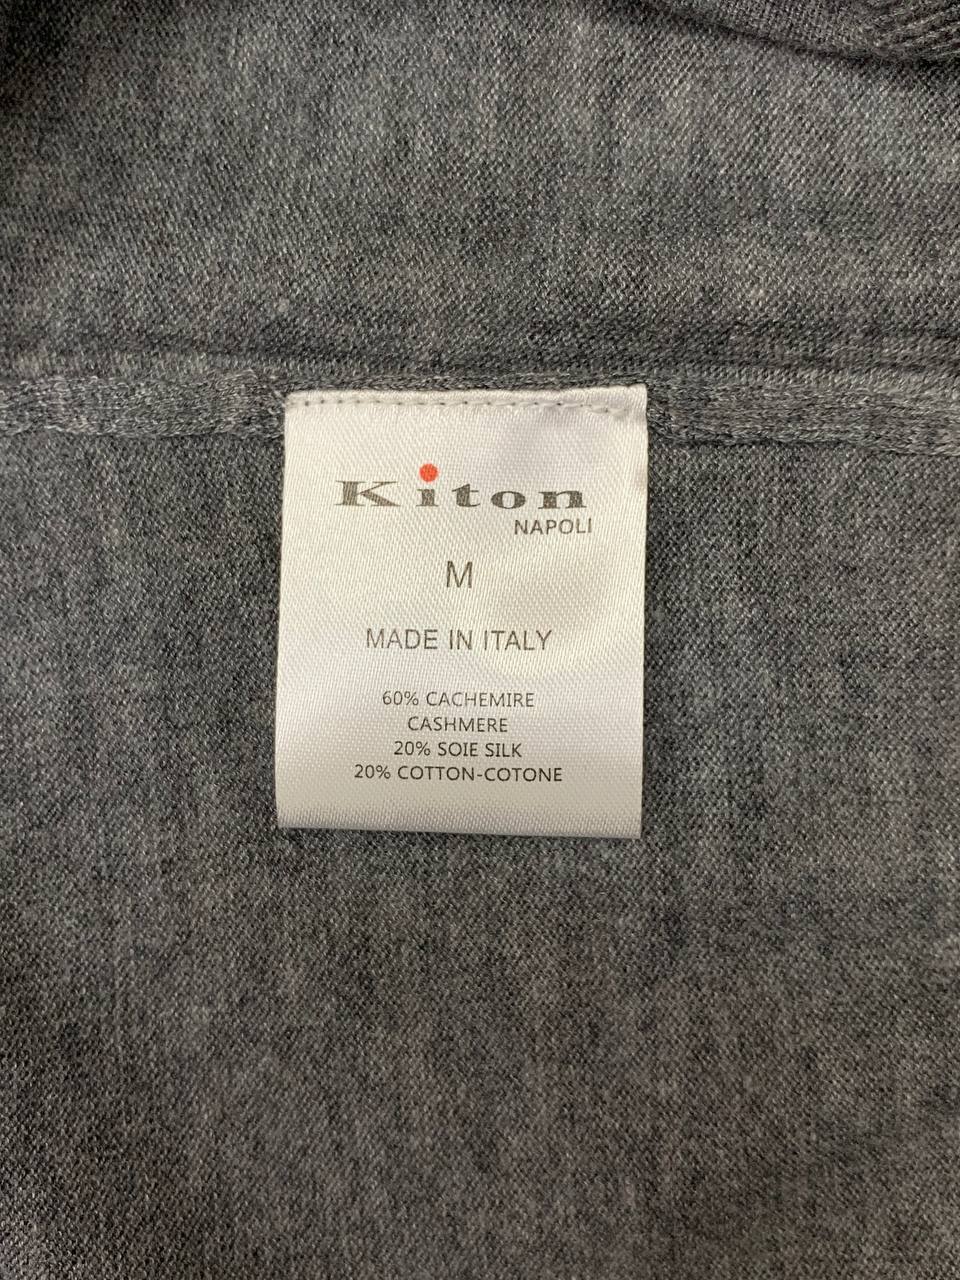 Kiton
NAPOLI
M
MADE IN ITALY
60% CACHEMIRE
CASHMERE
20% SOIE SILK
20% COTTON-COTONE